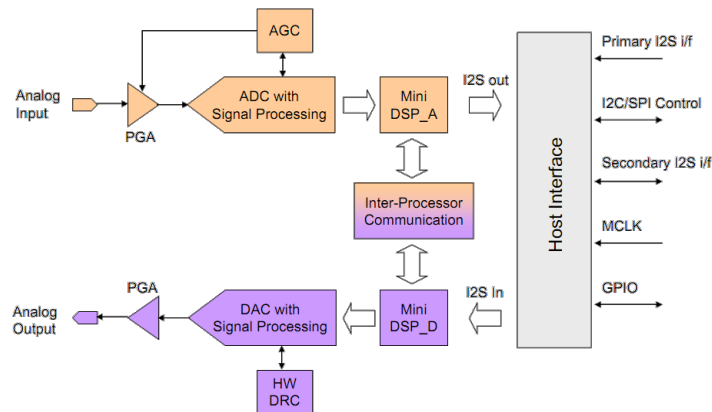 AGC
Primary I2S i/f
Analog
Input
PGA
ADC with
Signal Processing
Mini
DSP_A
I2S out
I2C/SPI Control
Inter-Processor
Communication
Host Interface
Secondary I2S i/f
MCLK
PGA
Analog
Output
DAC with
Signal Processing
Mini
DSP_D
I2S In
GPIO
HW
DRC